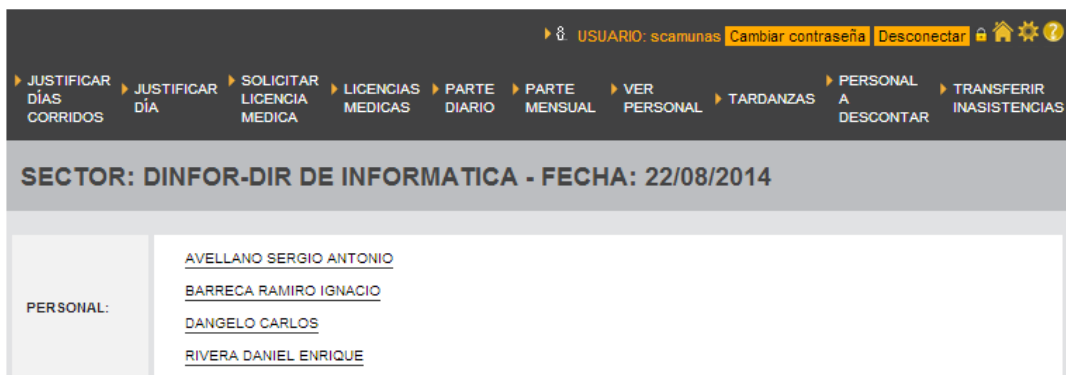 USUARIO: scamunas Cambiar contraseña Desconectar
JUSTIFICAR DÍAS CORRIDOS
JUSTIFICAR DÍA
SOLICITAR LICENCIA MEDICA
LICENCIAS MEDICAS
PARTE DIARIO
PARTE MENSUAL
VER PERSONAL
TARDANZAS
PERSONAL A DESCONTAR
TRANSFERIR INASISTENCIAS
SECTOR: DINFOR-DIR DE INFORMATICA - FECHA: 22/08/2014
PERSONAL:
AVELLANO SERGIO ANTONIO
BARRECA RAMIRO IGNACIO
DANGELO CARLOS
RIVERA DANIEL ENRIQUE